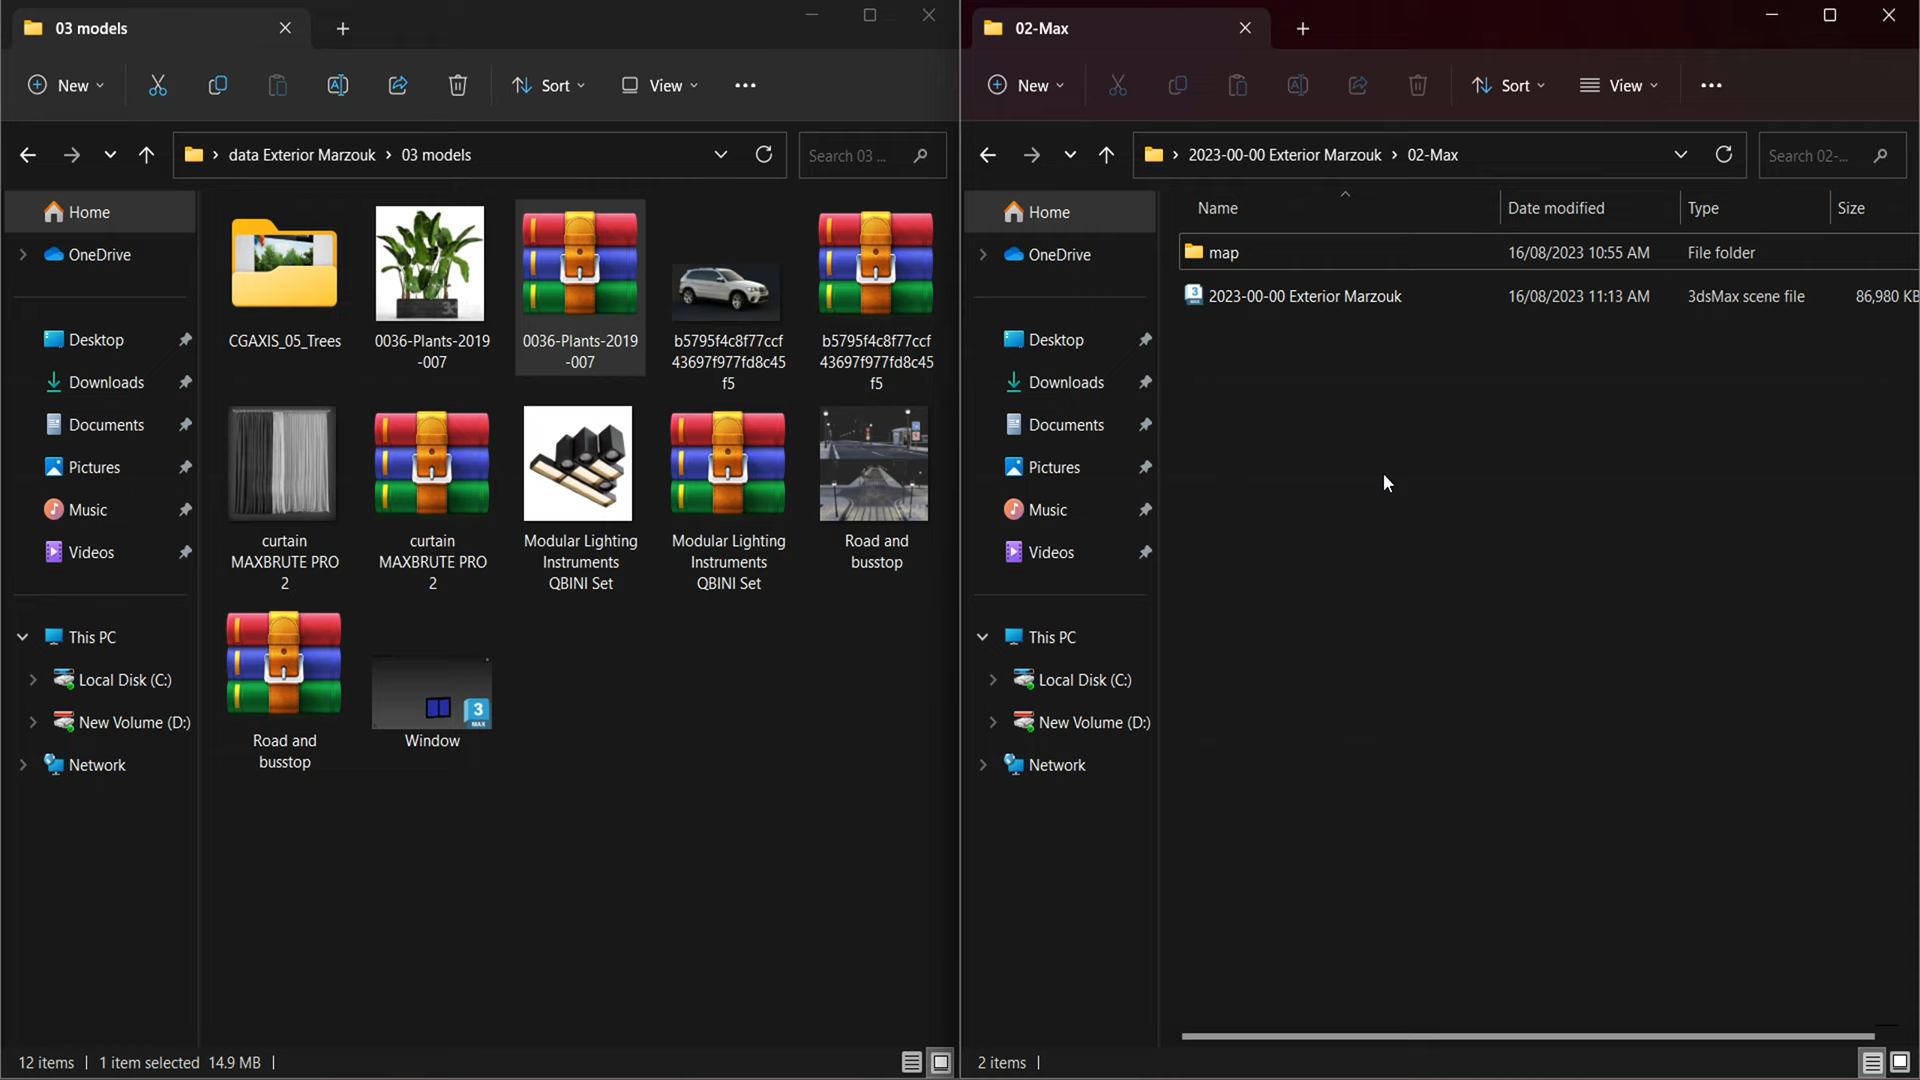 03 models
New
Sort
View
data Exterior Marzouk › 03 models
Search 03 ...
Home
OneDrive
Desktop
Downloads
Documents
Pictures
Music
Videos
This PC
Local Disk (C:)
New Volume (D:)
Network
CGAXIS_05_Trees
0036-Plants-2019
-007
0036-Plants-2019
-007
b5795f4c8f77ccf
43697f977fd8c45
f5
b5795f4c8f77ccf
43697f977fd8c45
f5
curtain
MAXBRUTE PRO
2
curtain
MAXBRUTE PRO
2
Modular Lighting
Instruments
QBINI Set
Modular Lighting
Instruments
QBINI Set
Road and
busstop
Road and
busstop
3
MAX
Window
12 items | 1 item selected 14.9 MB |
02-Max
New
Sort
View
2023-00-00 Exterior Marzouk › 02-Max
Search 02-...
Home
OneDrive
Desktop
Downloads
Documents
Pictures
Music
Videos
This PC
Local Disk (C:)
New Volume (D:)
Network
Name Date modified Type Size
map 16/08/2023 10:55 AM File folder
2023-00-00 Exterior Marzouk 16/08/2023 11:13 AM 3dsMax scene file 86,980 KB
2 items |